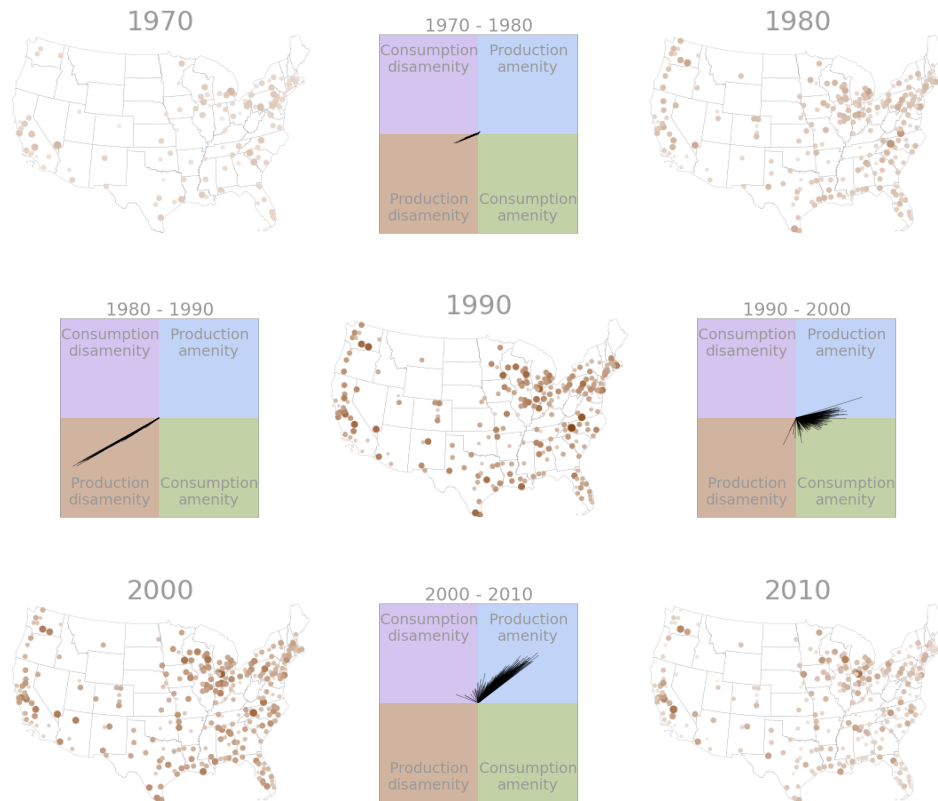 1970
1970 - 1980
Consumption disamenity
Production amenity
Production disamenity
Consumption amenity
1980
1980 - 1990
Consumption disamenity
Production amenity
Production disamenity
Consumption amenity
1990
1990 - 2000
Consumption disamenity
Production amenity
Production disamenity
Consumption amenity
2000
2000 - 2010
Consumption disamenity
Production amenity
Production disamenity
Consumption amenity
2010